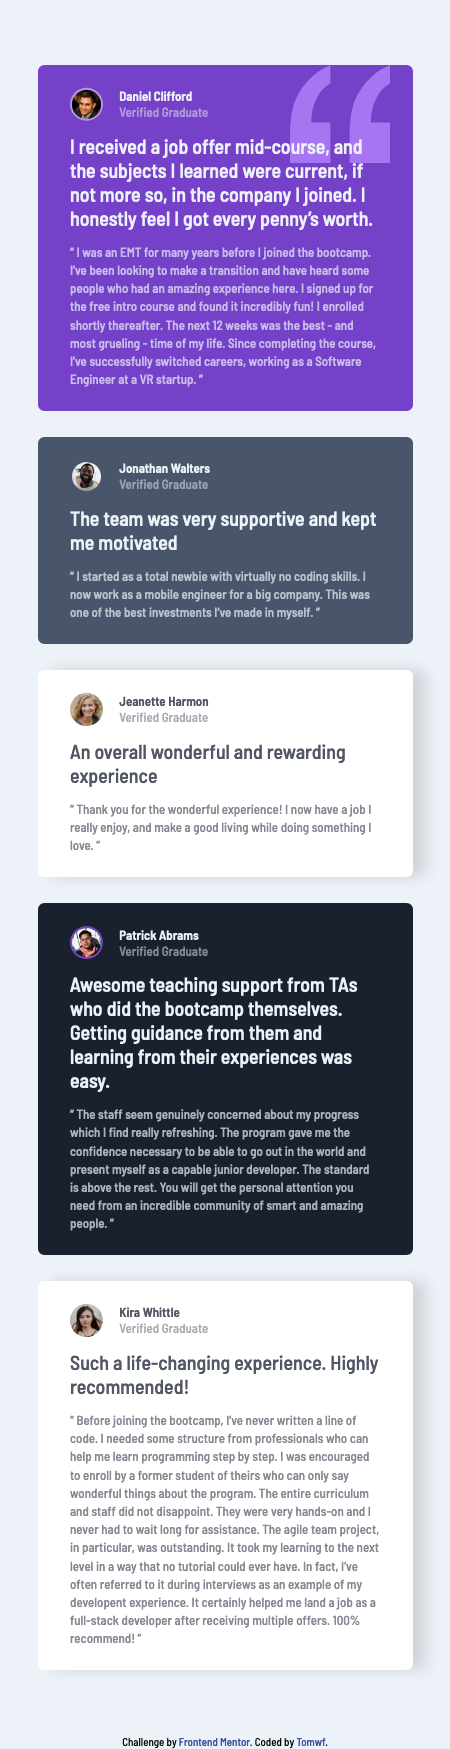 Daniel Clifford
Verified Graduate
I received a job offer mid-course, and
the subjects I learned were current, if
not more so, in the company I joined. I
honestly feel I got every penny’s worth.
“ I was an EMT for many years before I joined the bootcamp.
I’ve been looking to make a transition and have heard some
people who had an amazing experience here. I signed up for
the free intro course and found it incredibly fun! I enrolled
shortly thereafter. The next 12 weeks was the best - and
most grueling - time of my life. Since completing the course,
I’ve successfully switched careers, working as a Software
Engineer at a VR startup. ”
Jonathan Walters
Verified Graduate
The team was very supportive and kept
me motivated
“ I started as a total newbie with virtually no coding skills. I
now work as a mobile engineer for a big company. This was
one of the best investments I’ve made in myself. ”
Jeanette Harmon
Verified Graduate
An overall wonderful and rewarding
experience
“ Thank you for the wonderful experience! I now have a job I
really enjoy, and make a good living while doing something I
love. ”
Patrick Abrams
Verified Graduate
Awesome teaching support from TAs
who did the bootcamp themselves.
Getting guidance from them and
learning from their experiences was
easy.
“ The staff seem genuinely concerned about my progress
which I find really refreshing. The program gave me the
confidence necessary to be able to go out in the world and
present myself as a capable junior developer. The standard
is above the rest. You will get the personal attention you
need from an incredible community of smart and amazing
people. ”
Kira Whittle
Verified Graduate
Such a life-changing experience. Highly
recommended!
“ Before joining the bootcamp, I’ve never written a line of
code. I needed some structure from professionals who can
help me learn programming step by step. I was encouraged
to enroll by a former student of theirs who can only say
wonderful things about the program. The entire curriculum
and staff did not disappoint. They were very hands-on and I
never had to wait long for assistance. The agile team project,
in particular, was outstanding. It took my learning to the next
level in a way that no tutorial could ever have. In fact, I’ve
often referred to it during interviews as an example of my
developent experience. It certainly helped me land a job as a
full-stack developer after receiving multiple offers. 100%
recommend! ”
Challenge by Frontend Mentor. Coded by Tomwf.